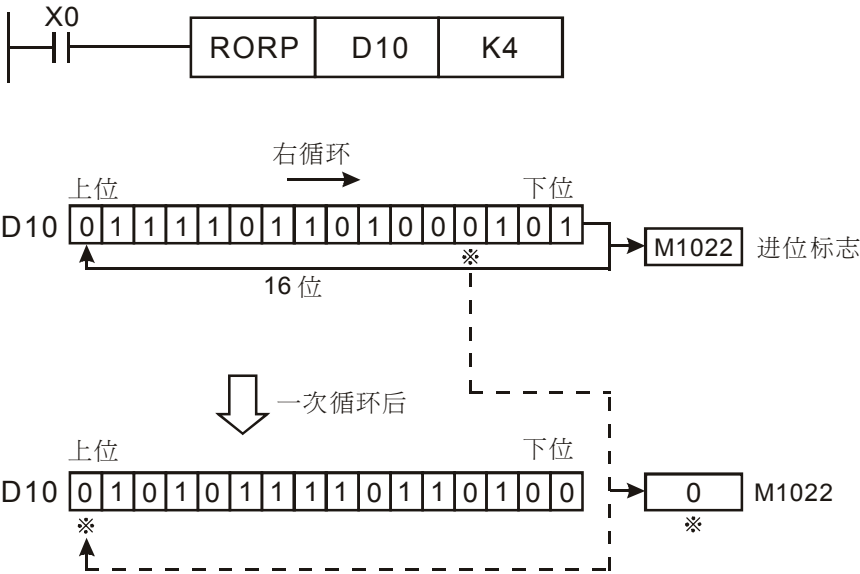 X0
RORP D10 K4
右循环
上位 下位
D10 0 1 1 1 1 0 1 1 0 1 0 0 0 1 0 1 M1022 进位标志
※
16 位
一次循环后
上位 下位
D10 0 1 0 1 0 1 1 1 1 0 1 1 0 1 0 0 0 M1022
※ ※